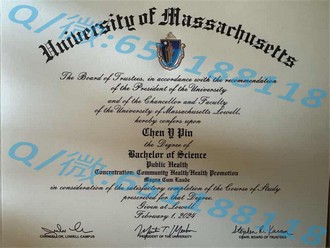 University of Massachusetts
The Board of Trustees, in accordance with the recommendation
of the President of the University
and of the Chancellor and Faculty
of the University of Massachusetts Lowell,
hereby confers upon
Chen Y Pin
the Degree of
Bachelor of Science
Public Health
Concentration: Community Health/Health Promotion
Magna Cum Laude
in consideration of the satisfactory completion of the Course of Study
prescribed for that Degree.
Given at Lowell
February 1, 2024
CHANCELLOR, LOWELL CAMPUS
PRESIDENT OF THE UNIVERSITY
CHAIR, BOARD OF TRUSTEES